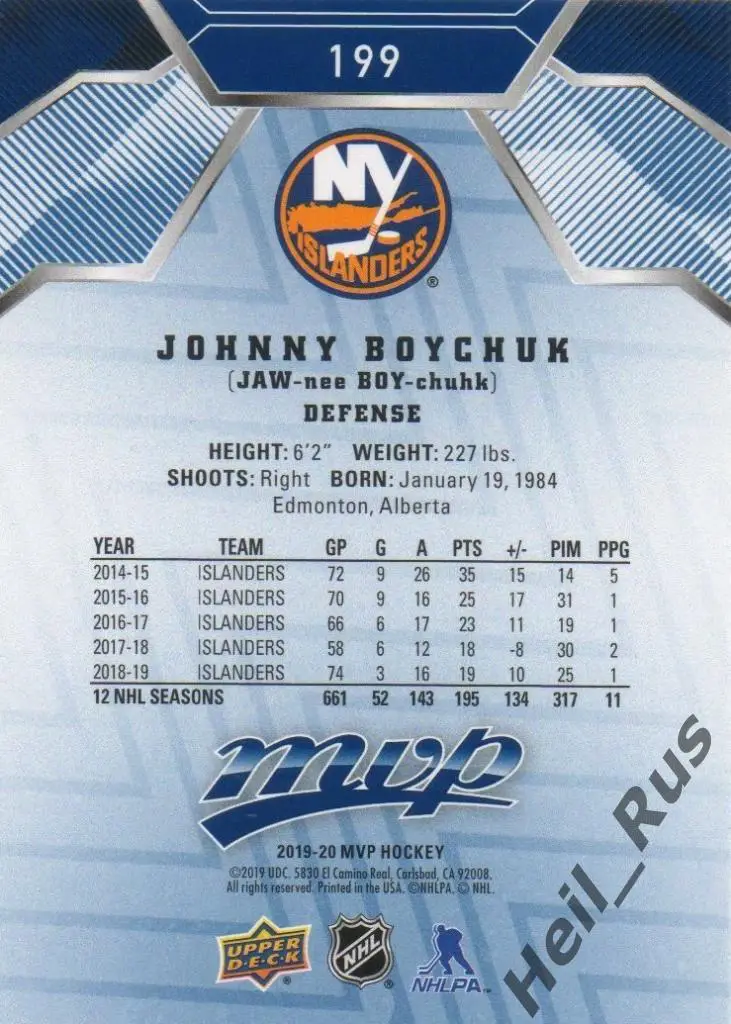 199
NY
ISLANDERS
®
JOHNNY BOYCHUK
(JAW-nee BOY-chuhk)
DEFENSE
HEIGHT: 6'2" WEIGHT: 227 lbs.
SHOOTS: Right BORN: January 19, 1984
Edmonton, Alberta
YEAR TEAM GP G A PTS +/- PIM PPG
2014-15 ISLANDERS 72 9 26 35 15 14 5
2015-16 ISLANDERS 70 9 16 25 17 31 1
2016-17 ISLANDERS 66 6 17 23 11 19 1
2017-18 ISLANDERS 58 6 12 18 -8 30 2
2018-19 ISLANDERS 74 3 16 19 10 25 1
12 NHL SEASONS 661 52 143 195 134 317 11
mvp
2019-20 MVP HOCKEY
©2019 UDC. 5830 El Camino Real, Carlsbad, CA 92008.
All rights reserved. Printed in the USA. ©NHLPA. © NHL.
UPPER DECK NHL NHLPA
Heil_Rus